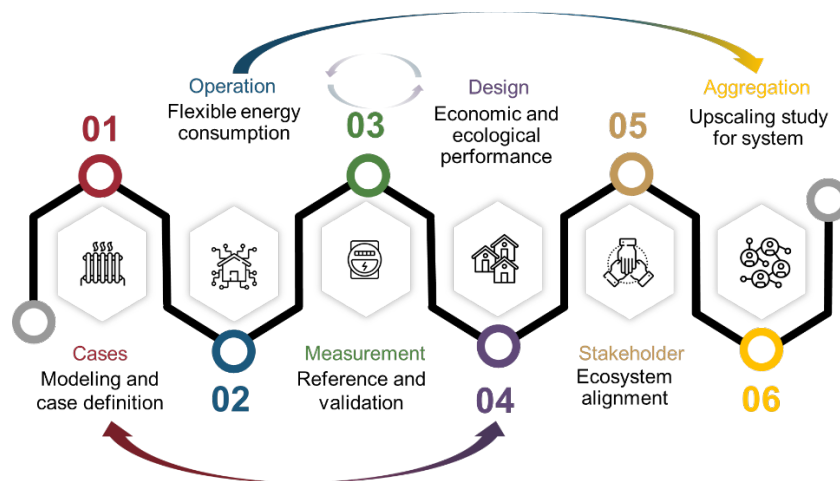 01
Cases
Modeling and
case definition
Operation
Flexible energy
consumption
02
03
Measurement
Reference and
validation
Design
Economic and
ecological
performance
04
05
Stakeholder
Ecosystem
alignment
Aggregation
Upscaling study
for system
06